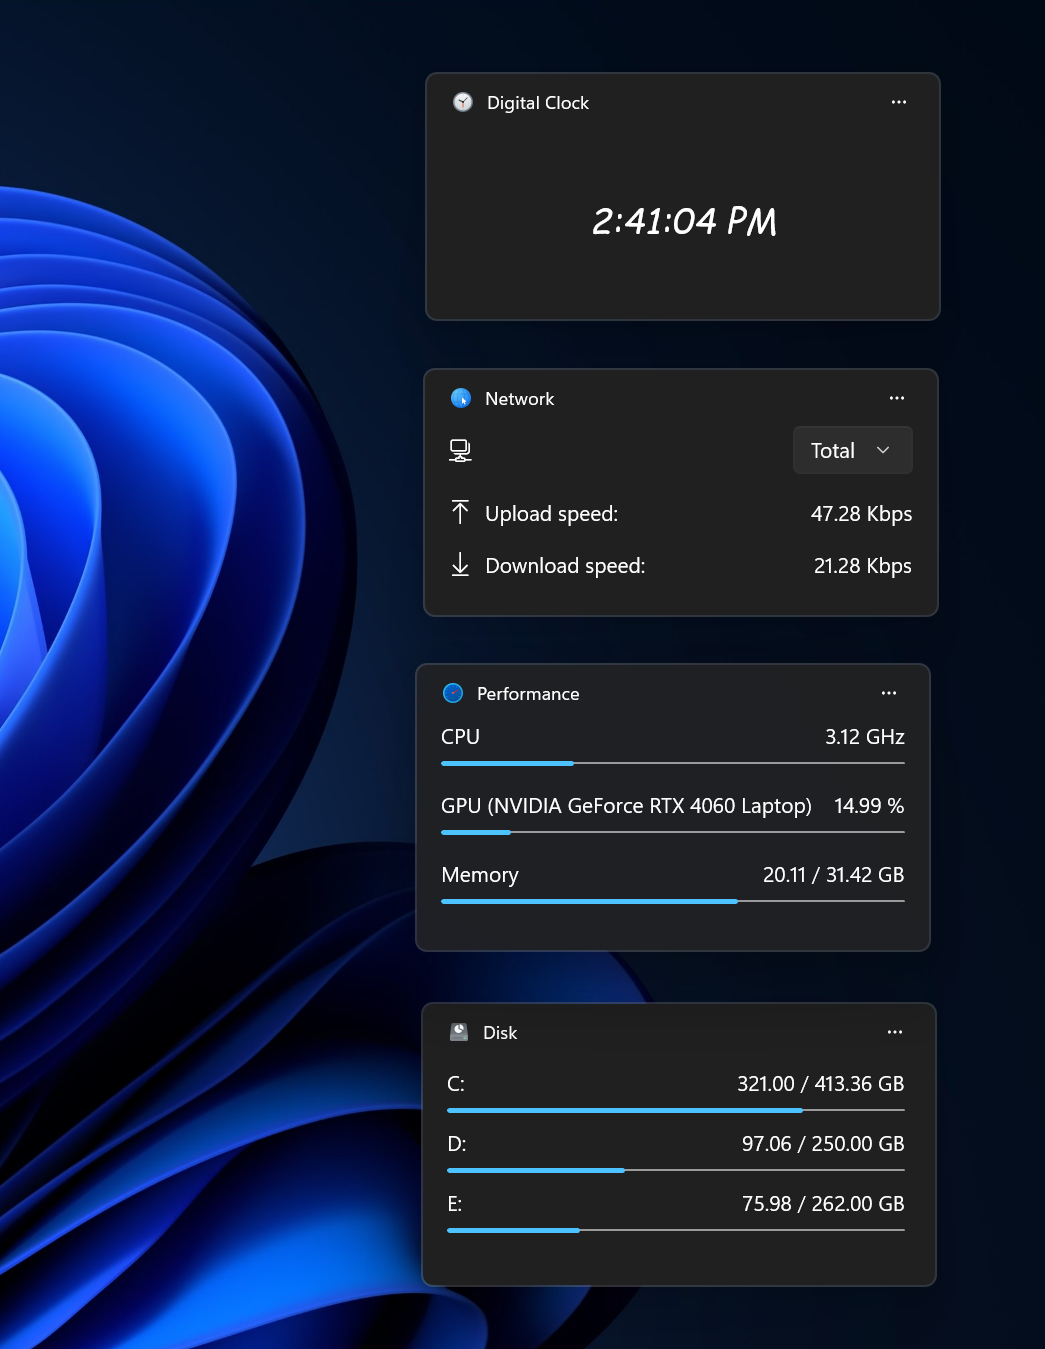 Digital Clock
2:41:04 PM
Network
Total
Upload speed: 47.28 Kbps
Download speed: 21.28 Kbps
Performance
CPU 3.12 GHz
GPU (NVIDIA GeForce RTX 4060 Laptop) 14.99 %
Memory 20.11 / 31.42 GB
Disk
C: 321.00 / 413.36 GB
D: 97.06 / 250.00 GB
E: 75.98 / 262.00 GB